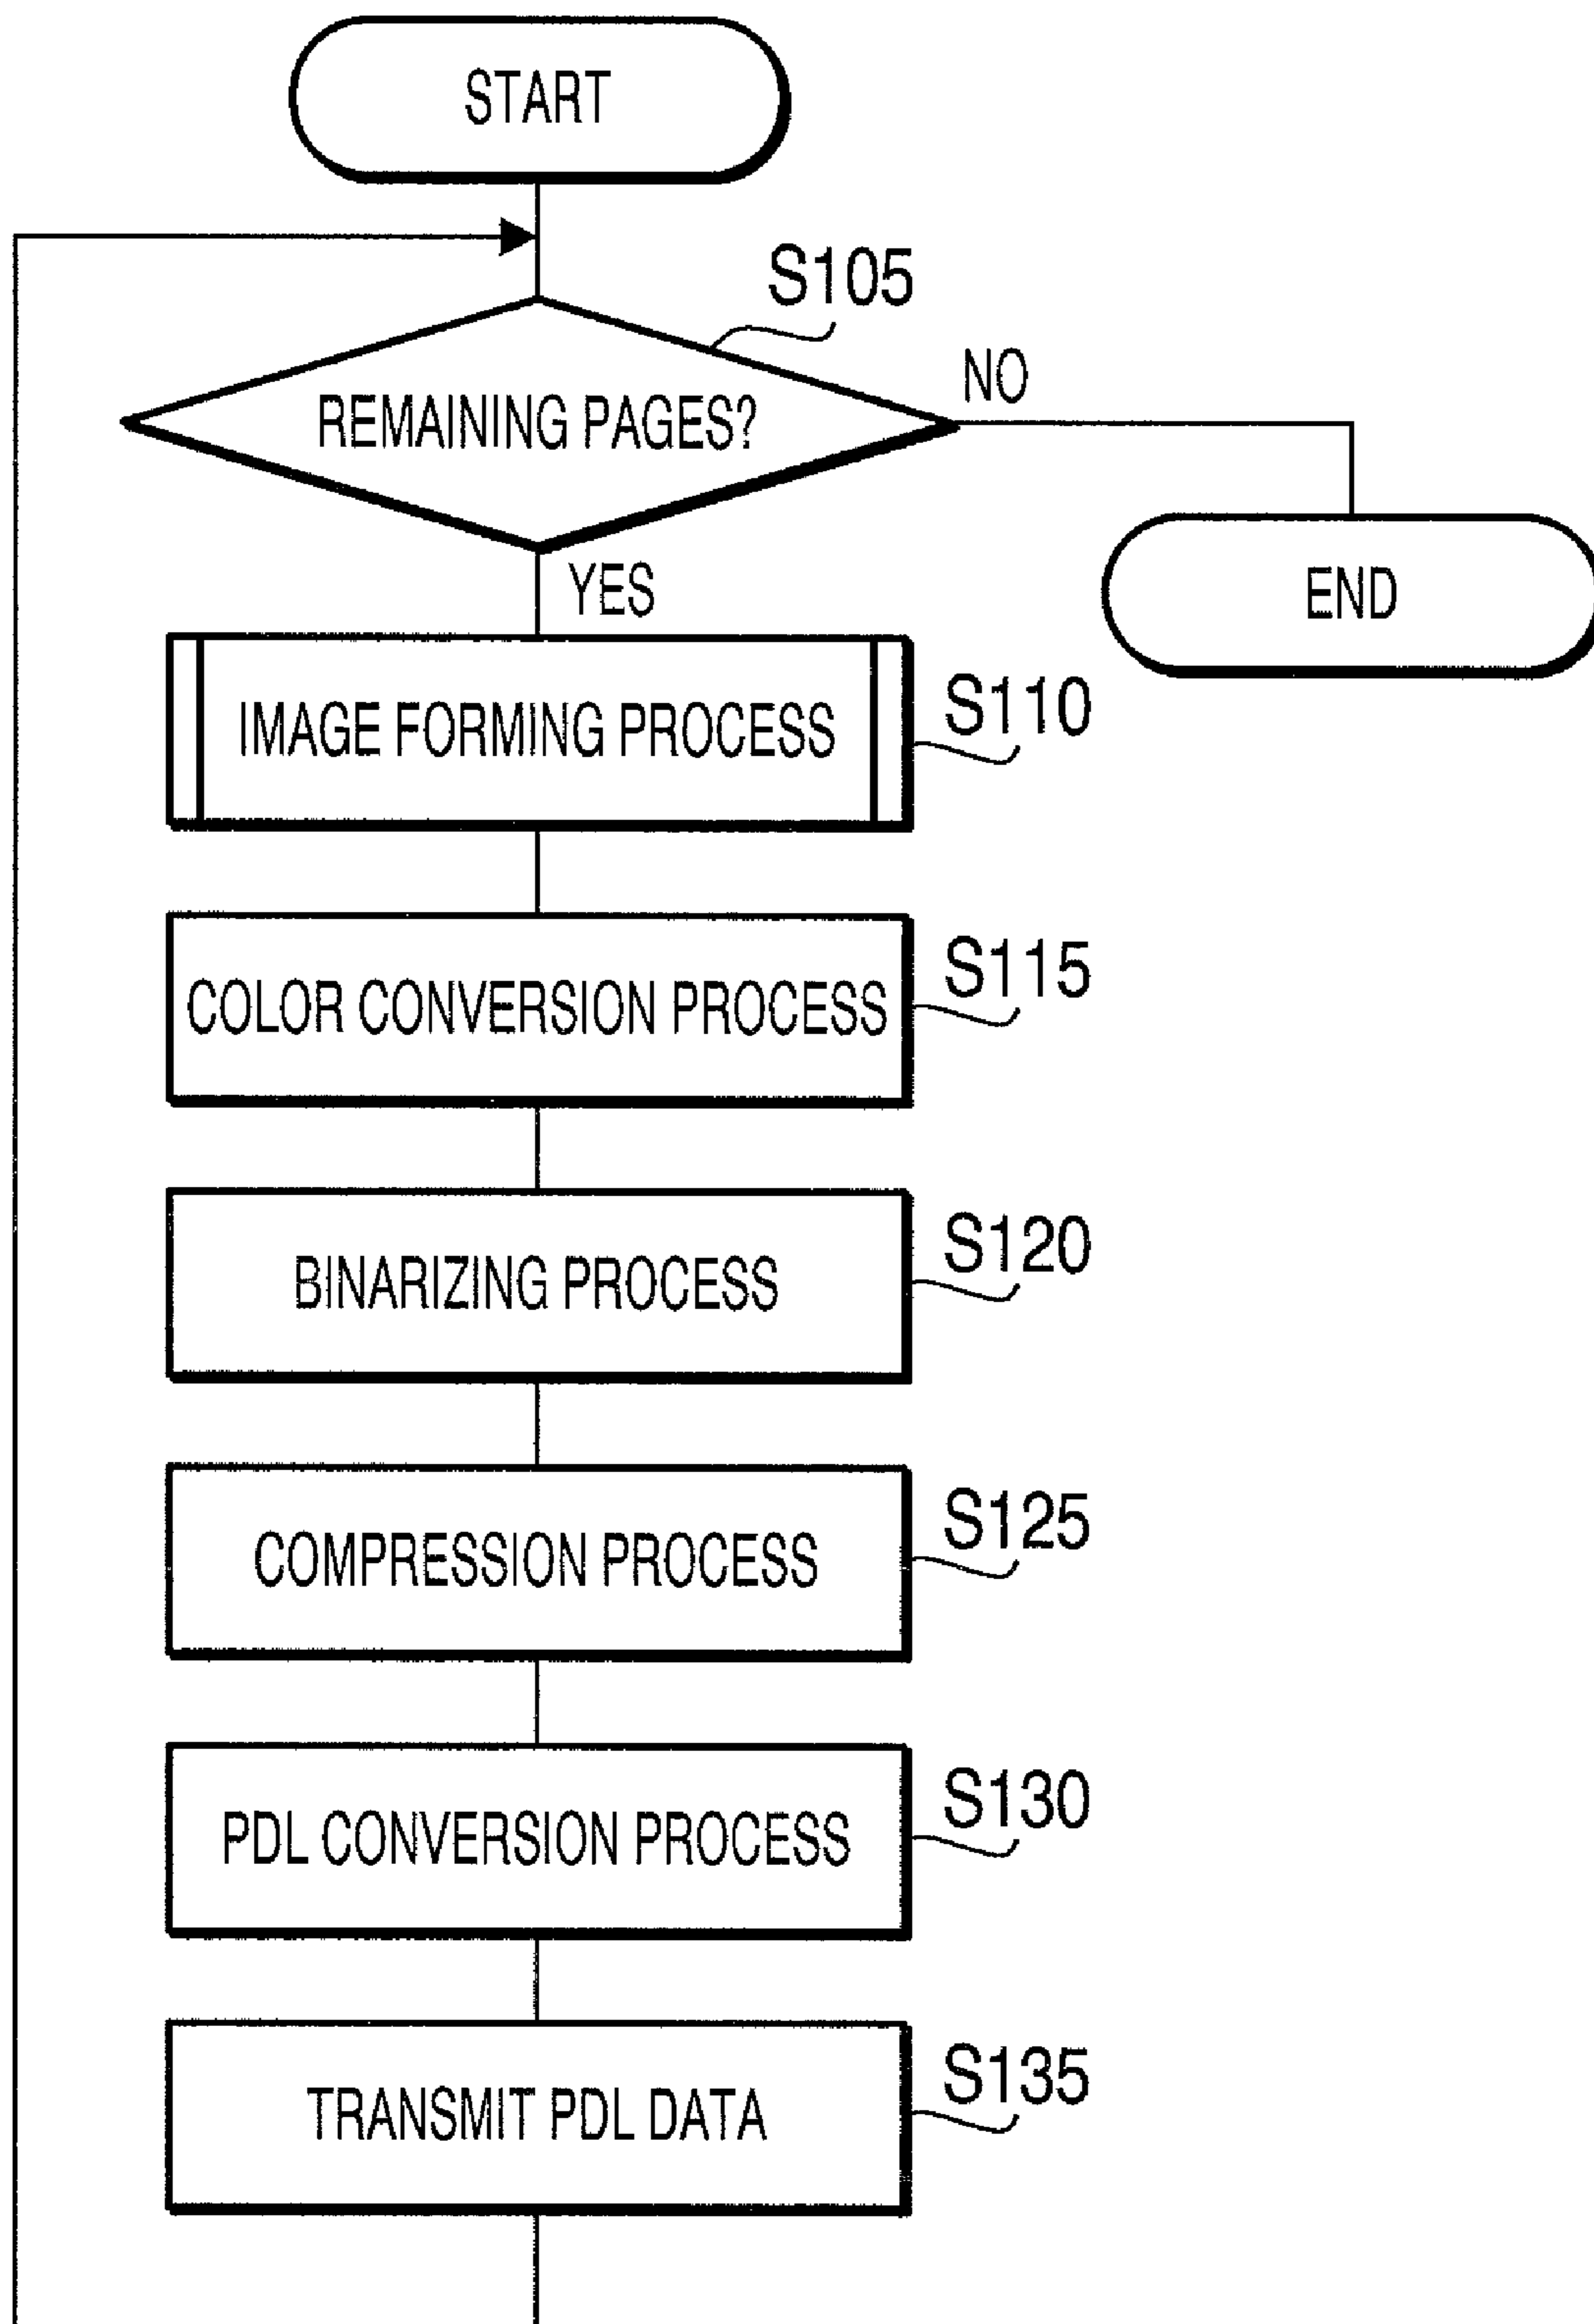 START
S105
REMAINING PAGES?
NO
YES
END
IMAGE FORMING PROCESS
S110
COLOR CONVERSION PROCESS
S115
BINARIZING PROCESS
S120
COMPRESSION PROCESS
S125
PDL CONVERSION PROCESS
S130
TRANSMIT PDL DATA
S135